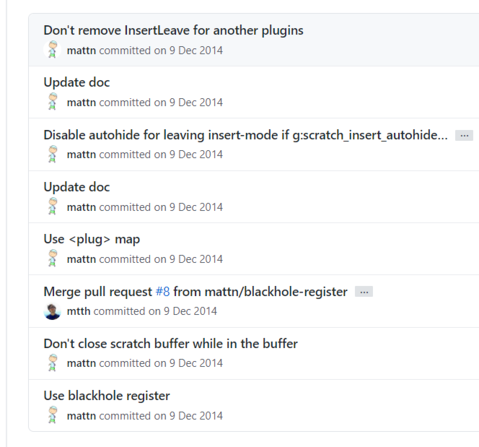 Don't remove InsertLeave for another plugins
mattn committed on 9 Dec 2014
Update doc
mattn committed on 9 Dec 2014
Disable autohide for leaving insert-mode if g:scratch_insert_autohide... ...
mattn committed on 9 Dec 2014
Update doc
mattn committed on 9 Dec 2014
Use <plug> map
mattn committed on 9 Dec 2014
Merge pull request #8 from mattn/blackhole-register ...
mtth committed on 9 Dec 2014
Don't close scratch buffer while in the buffer
mattn committed on 9 Dec 2014
Use blackhole register
mattn committed on 9 Dec 2014